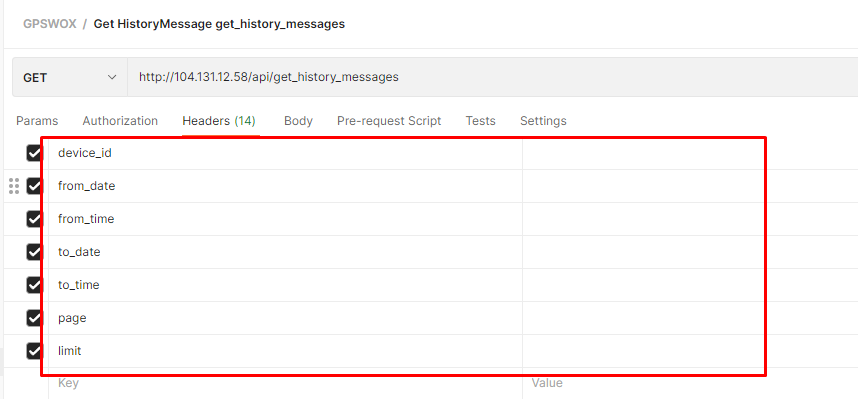 GPSWOX / Get HistoryMessage get_history_messages
GET http://104.131.12.58/api/get_history_messages
Params Authorization Headers (14) Body Pre-request Script Tests Settings
device_id
from_date
from_time
to_date
to_time
page
limit
Key Value